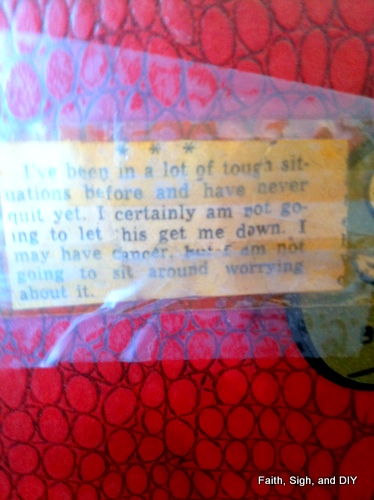 * * *
I've been in a lot of tough sit-
uations before and have never
quit yet. I certainly am not go-
ing to let this get me down. I
may have cancer, but I am not
going to sit around worrying
about it.
3
Faith, Sigh, and DIY